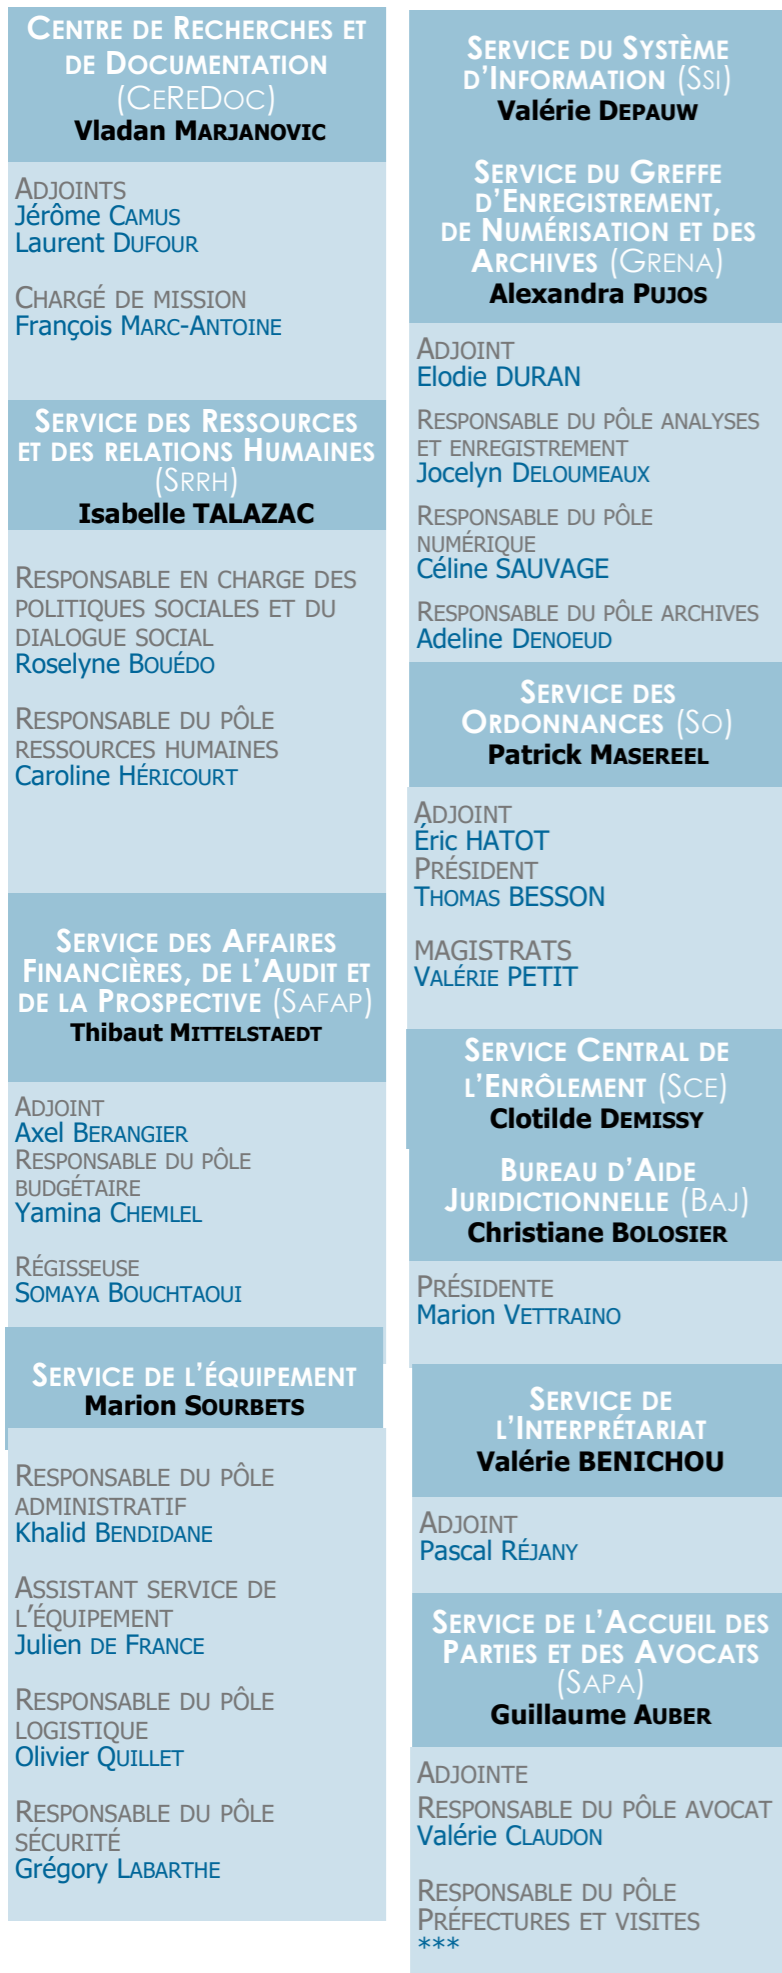 CENTRE DE RECHERCHES ET
DE DOCUMENTATION
(CEREDOC)
Vladan MARJANOVIC
ADJOINTS
Jérôme CAMUS
Laurent DUFOUR
CHARGÉ DE MISSION
François MARC-ANTOINE
SERVICE DES RESSOURCES
ET DES RELATIONS HUMAINES
(SRRH)
Isabelle TALAZAC
RESPONSABLE EN CHARGE DES
POLITIQUES SOCIALES ET DU
DIALOGUE SOCIAL
Roselyne BOUÉDO
RESPONSABLE DU PÔLE
RESSOURCES HUMAINES
Caroline HÉRICOURT
SERVICE DES AFFAIRES
FINANCIÈRES, DE L'AUDIT ET
DE LA PROSPECTIVE (SAFAP)
Thibaut MITTELSTAEDT
ADJOINT
Axel BERANGIER
RESPONSABLE DU PÔLE
BUDGÉTAIRE
Yamina CHEMLEL
RÉGISSEUSE
SOMAYA BOUCHTAOUI
SERVICE DE L'ÉQUIPEMENT
Marion SOURBETS
RESPONSABLE DU PÔLE
ADMINISTRATIF
Khalid BENDIDANE
ASSISTANT SERVICE DE
L'ÉQUIPEMENT
Julien DE FRANCE
RESPONSABLE DU PÔLE
LOGISTIQUE
Olivier QUILLET
RESPONSABLE DU PÔLE
SÉCURITÉ
Grégory LABARTHE
SERVICE DU SYSTÈME
D'INFORMATION (SSI)
Valérie DEPAUW
SERVICE DU GREFFE
D'ENREGISTREMENT,
DE NUMÉRISATION ET DES
ARCHIVES (GRENA)
Alexandra PUJOS
ADJOINT
Elodie DURAN
RESPONSABLE DU PÔLE ANALYSES
ET ENREGISTREMENT
Jocelyn DELOUMEAUX
RESPONSABLE DU PÔLE
NUMÉRIQUE
Céline SAUVAGE
RESPONSABLE DU PÔLE ARCHIVES
Adeline DENOEUD
SERVICE DES
ORDONNANCES (SO)
Patrick MASEREEL
ADJOINT
Éric HATOT
PRÉSIDENT
THOMAS BESSON
MAGISTRATS
VALÉRIE PETIT
SERVICE CENTRAL DE
L'ENRÔLEMENT (SCE)
Clotilde DEMISSY
BUREAU D'AIDE
JURIDICTIONNELLE (BAJ)
Christiane BOLOSIER
PRÉSIDENTE
Marion VETTRAINO
SERVICE DE
L'INTERPRÉTARIAT
Valérie BENICHOU
ADJOINT
Pascal RÉJANY
SERVICE DE L'ACCUEIL DES
PARTIES ET DES AVOCATS
(SAPA)
Guillaume AUBER
ADJOINTE
RESPONSABLE DU PÔLE AVOCAT
Valérie CLAUDON
RESPONSABLE DU PÔLE
PRÉFECTURES ET VISITES
***